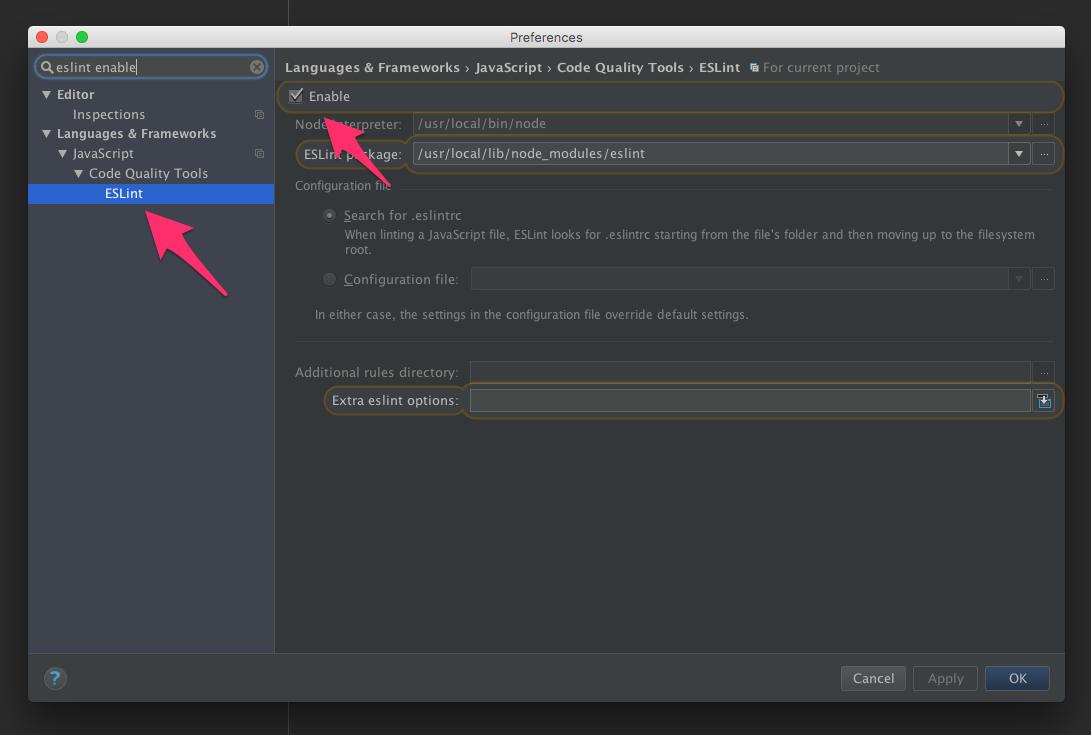 Preferences
eslint enable
Editor
Inspections
Languages & Frameworks
JavaScript
Code Quality Tools
ESLint
Languages & Frameworks › JavaScript › Code Quality Tools › ESLint For current project
Enable
Node interpreter: /usr/local/bin/node ...
ESLint package: /usr/local/lib/node_modules/eslint ...
Configuration file
Search for .eslintrc
When linting a JavaScript file, ESLint looks for .eslintrc starting from the file's folder and then moving up to the filesystem
root.
Configuration file: ...
In either case, the settings in the configuration file override default settings.
Additional rules directory: ...
Extra eslint options:
? Cancel Apply OK